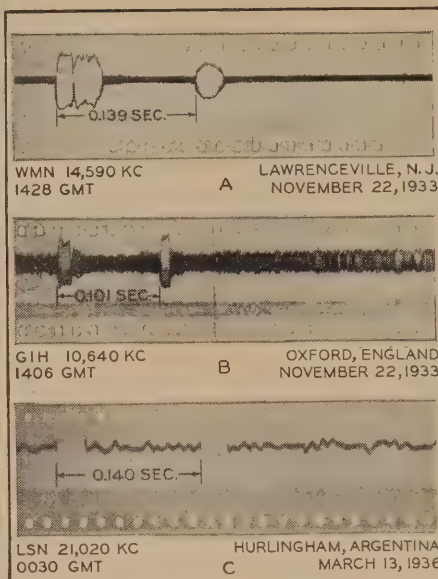 0.139 SEC.
WMN 14,590 KC LAWRENCEVILLE, N.J.
1428 GMT A NOVEMBER 22,1933
0.101 SEC.
GIH 10,640 KC OXFORD, ENGLAND
1406 GMT B NOVEMBER 22,1933
0.140 SEC.
LSN 21,020 KC HURLINGHAM, ARGENTINA
0030 GMT C MARCH 13,1936